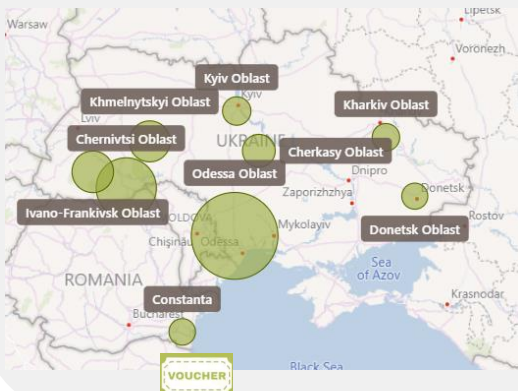 Warsaw
Lipetsk
Voronezh
Kyiv Oblast
Kyiv
Khmelnytskyi Oblast
Kharkiv Oblast
Lviv
Chernivtsi Oblast
UKRAINE
Cherkasy Oblast
Odessa Oblast
Dnipro
Zaporizhzhya
Donetsk
Ivano-Frankivsk Oblast
MOLDOVA
Mykolayiv
Donetsk Oblast
Rostov
Chișinău
Odessa
Sea
of Azov
ROMANIA
Constanta
Krasnodar
Bucharest
Black Sea
VOUCHER